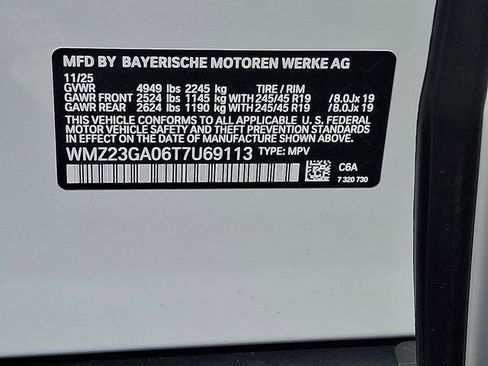 MFD BY BAYERISCHE MOTOREN WERKE AG
11/25
GVWR 4949 lbs 2245 kg TIRE / RIM
GAWR FRONT 2524 lbs 1145 kg WITH 245/45 R19 /8.0Jx 19
GAWR REAR 2624 lbs 1190 kg WITH 245/45 R19 /8.0Jx 19
THIS VEHICLE CONFORMS TO ALL APPLICABLE U. S. FEDERAL
MOTOR VEHICLE SAFETY, BUMPER, AND THEFT PREVENTION
STANDARDS IN EFFECT ON THE DATE OF MANUFACTURE SHOWN ABOVE.
WMZ23GA06T7U69113 TYPE: MPV
C6A
7 320 730